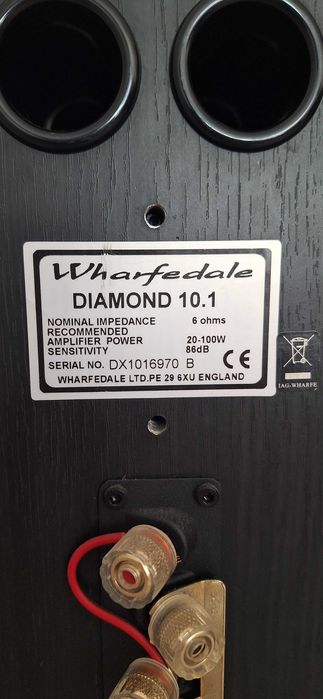 Wharfedale
DIAMOND 10.1
NOMINAL IMPEDANCE 6 ohms
RECOMMENDED
AMPLIFIER POWER 20-100W
SENSITIVITY 86dB
SERIAL NO. DX1016970 B CE
WHARFEDALE LTD.PE 29 6XU ENGLAND
IAG-WHARFE